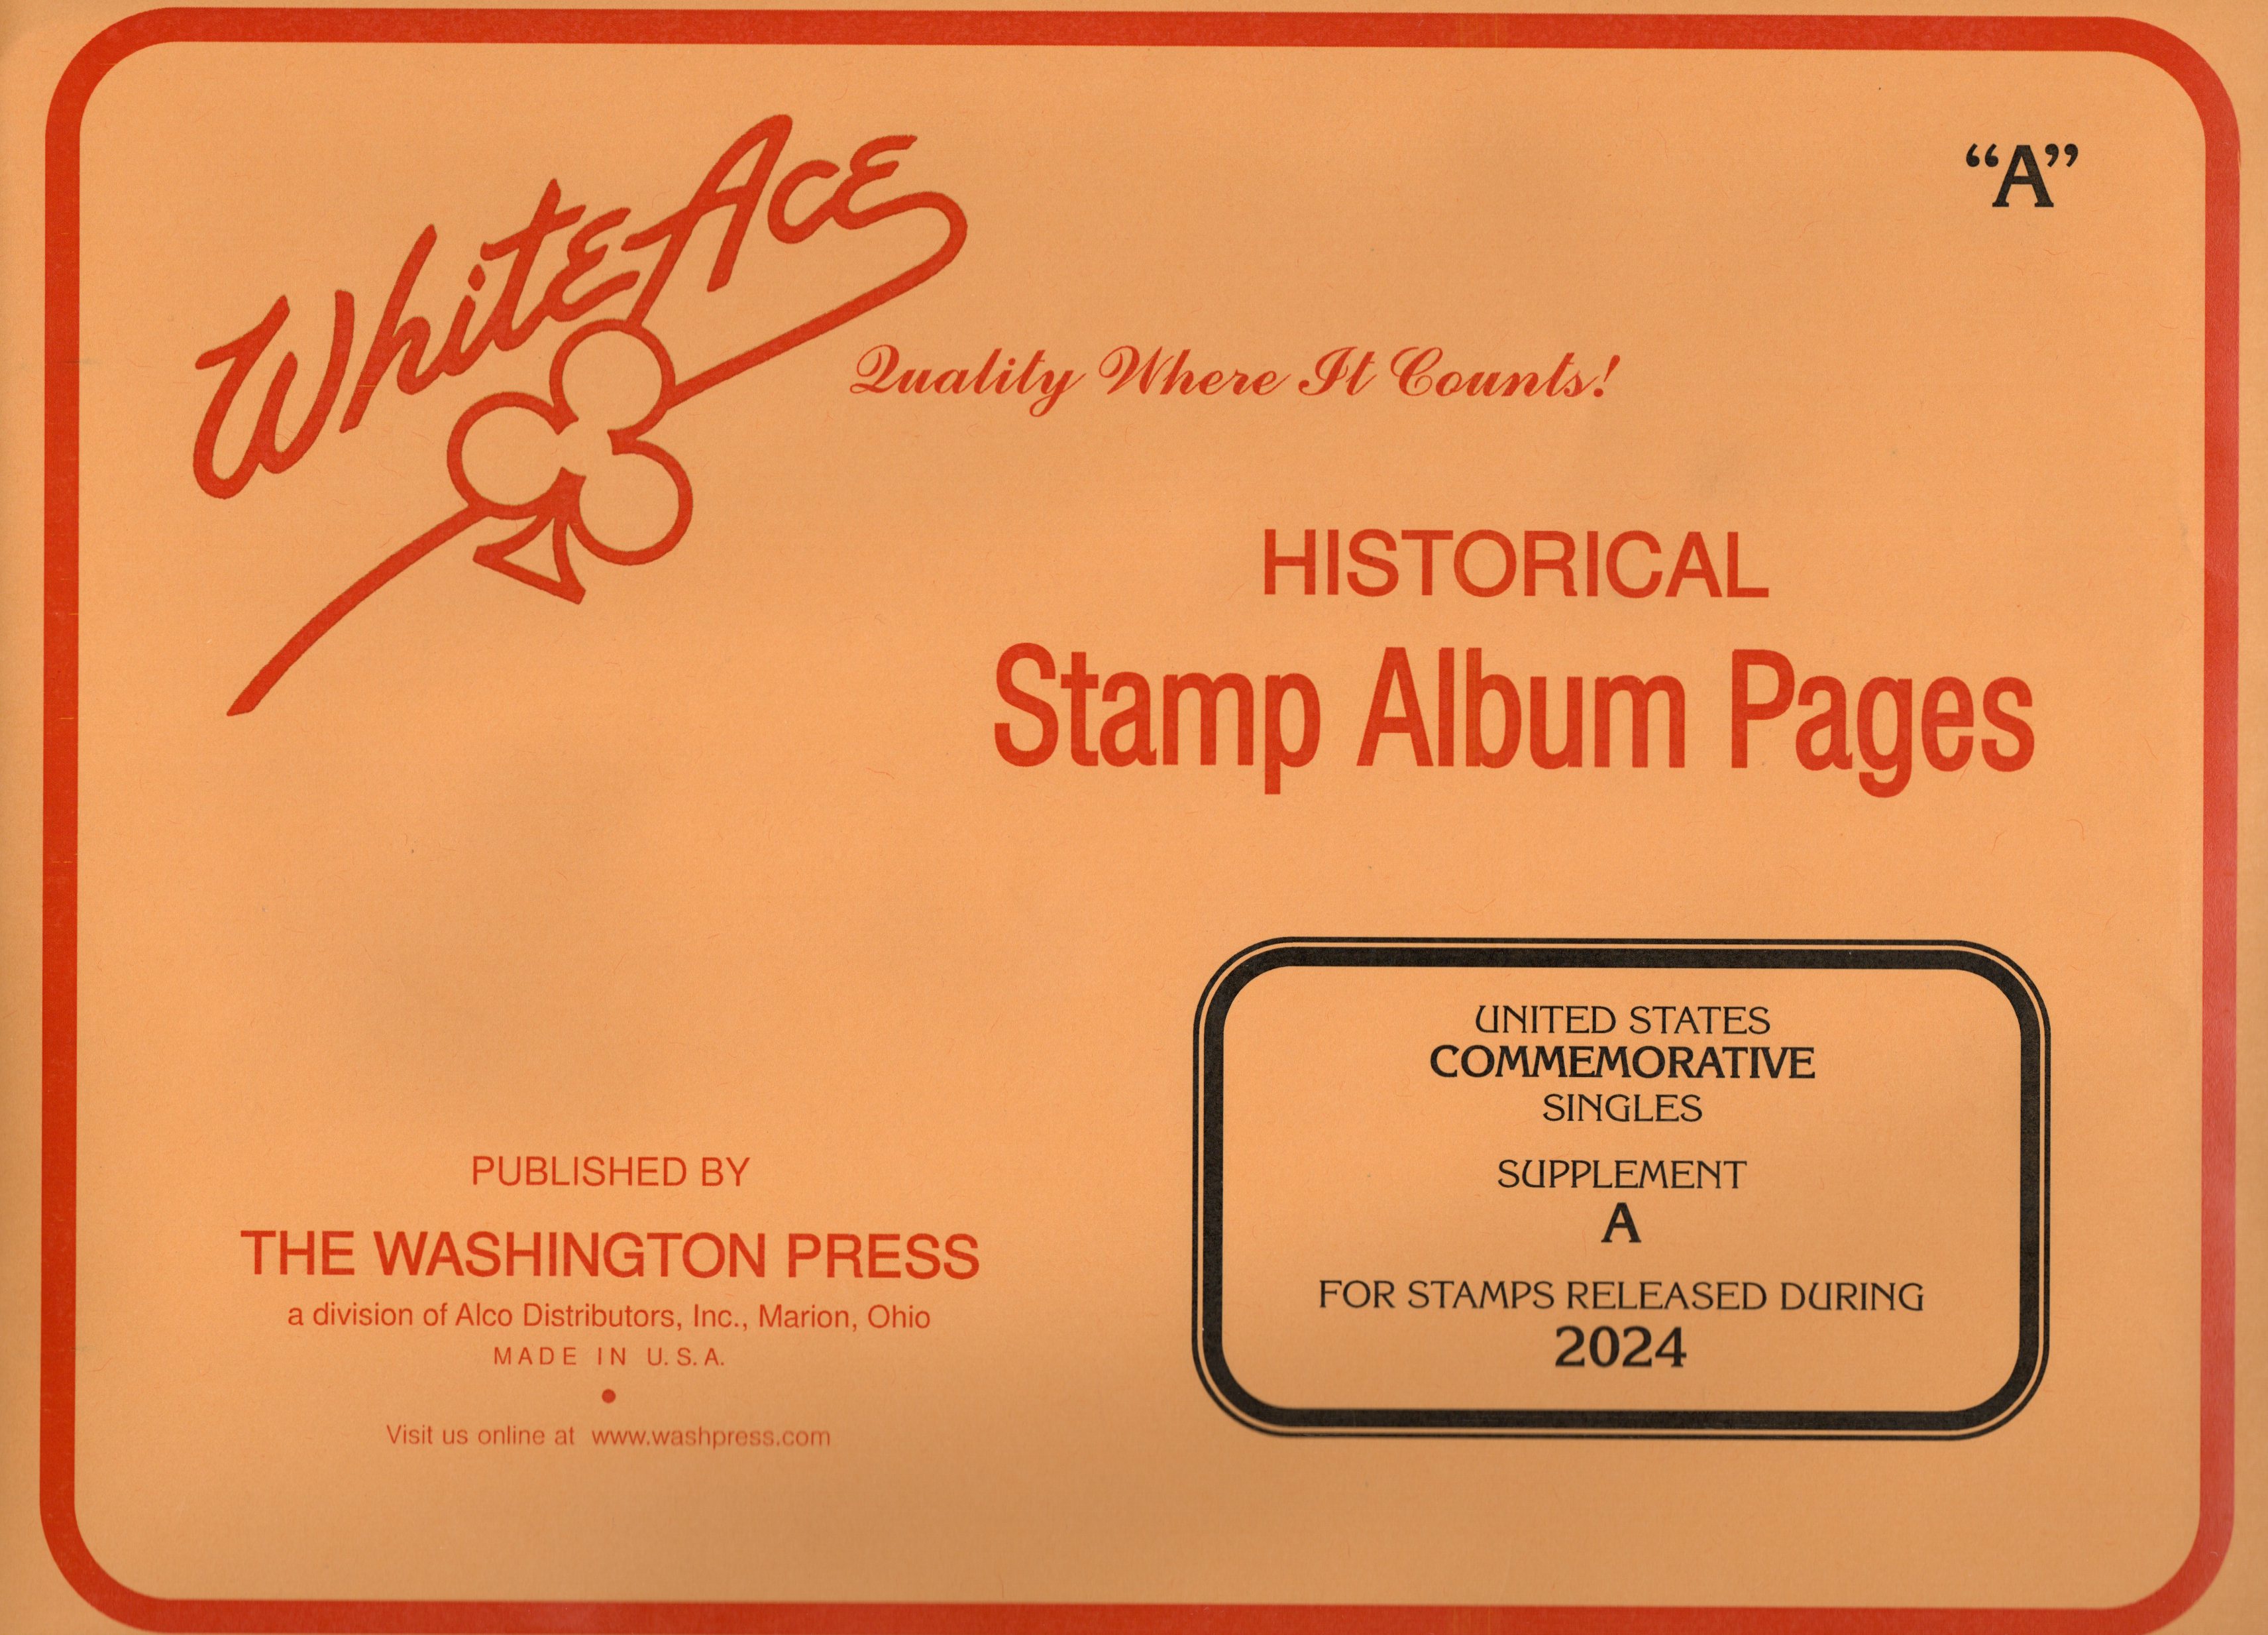 WhiteAce
“A”
Quality Where It Counts!
HISTORICAL
Stamp Album Pages
UNITED STATES
COMMEMORATIVE
SINGLES
SUPPLEMENT
A
FOR STAMPS RELEASED DURING
2024
PUBLISHED BY
THE WASHINGTON PRESS
a division of Alco Distributors, Inc., Marion, Ohio
MADE IN U.S.A.
Visit us online at www.washpress.com